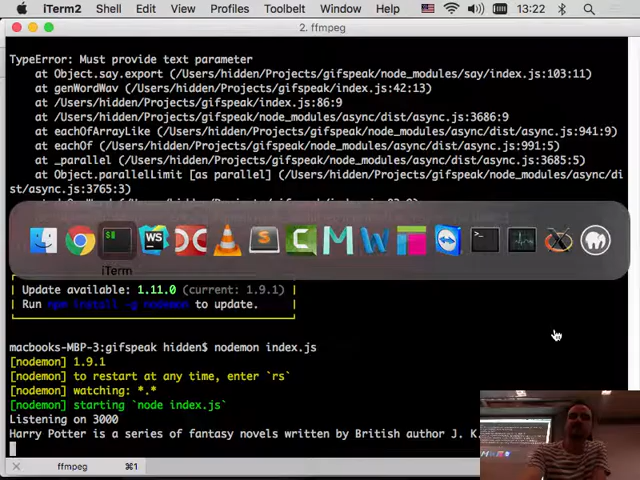 iTerm2 Shell Edit View Profiles Toolbelt Window Help 13:22
2. ffmpeg
TypeError: Must provide text parameter
at Object.say.export (/Users/hidden/Projects/gifspeak/node_modules/say/index.js:103:11)
at genWordWav (/Users/hidden/Projects/gifspeak/index.js:42:13)
at /Users/hidden/Projects/gifspeak/index.js:86:9
at /Users/hidden/Projects/gifspeak/node_modules/async/dist/async.js:3686:9
at eachOfArrayLike (/Users/hidden/Projects/gifspeak/node_modules/async/dist/async.js:941:9)
at eachOf (/Users/hidden/Projects/gifspeak/node_modules/async/dist/async.js:991:5)
at _parallel (/Users/hidden/Projects/gifspeak/node_modules/async/dist/async.js:3685:5)
at Object.parallelLimit [as parallel] (/Users/hidden/Projects/gifspeak/node_modules/async/di
st/async.js:3765:3)
$
WS
DC
S
C
M
W
>_
iTerm
Update available: 1.11.0 (current: 1.9.1)
Run npm install -g nodemon to update.
macbooks-MBP-3:gifspeak hidden$ nodemon index.js
[nodemon] 1.9.1
[nodemon] to restart at any time, enter `rs`
[nodemon] watching: *.*
[nodemon] starting `node index.js`
Listening on 3000
Harry Potter is a series of fantasy novels written by British author J. K.
ffmpeg ⌘1